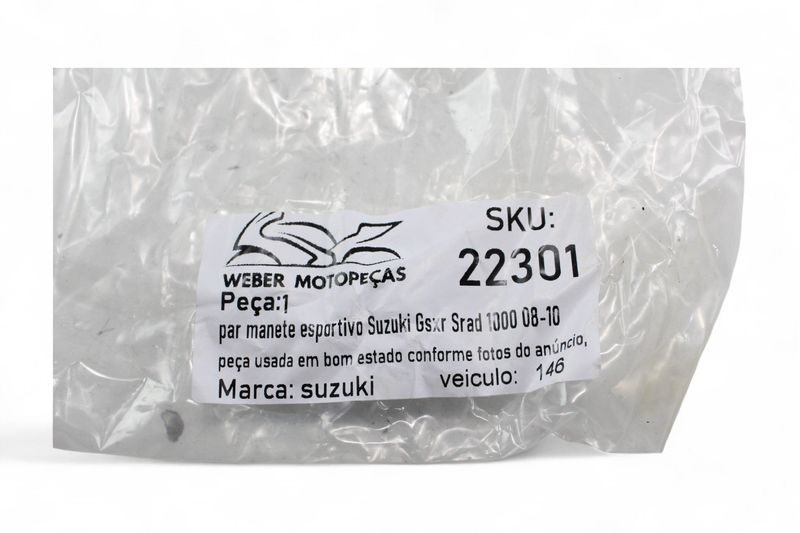 WEBER MOTOPEÇAS
SKU:
22301
Peça:1
par manete esportivo Suzuki Gsxr Srad 1000 08-10
peça usada em bom estado conforme fotos do anúncio,
Marca: suzuki veiculo: 146